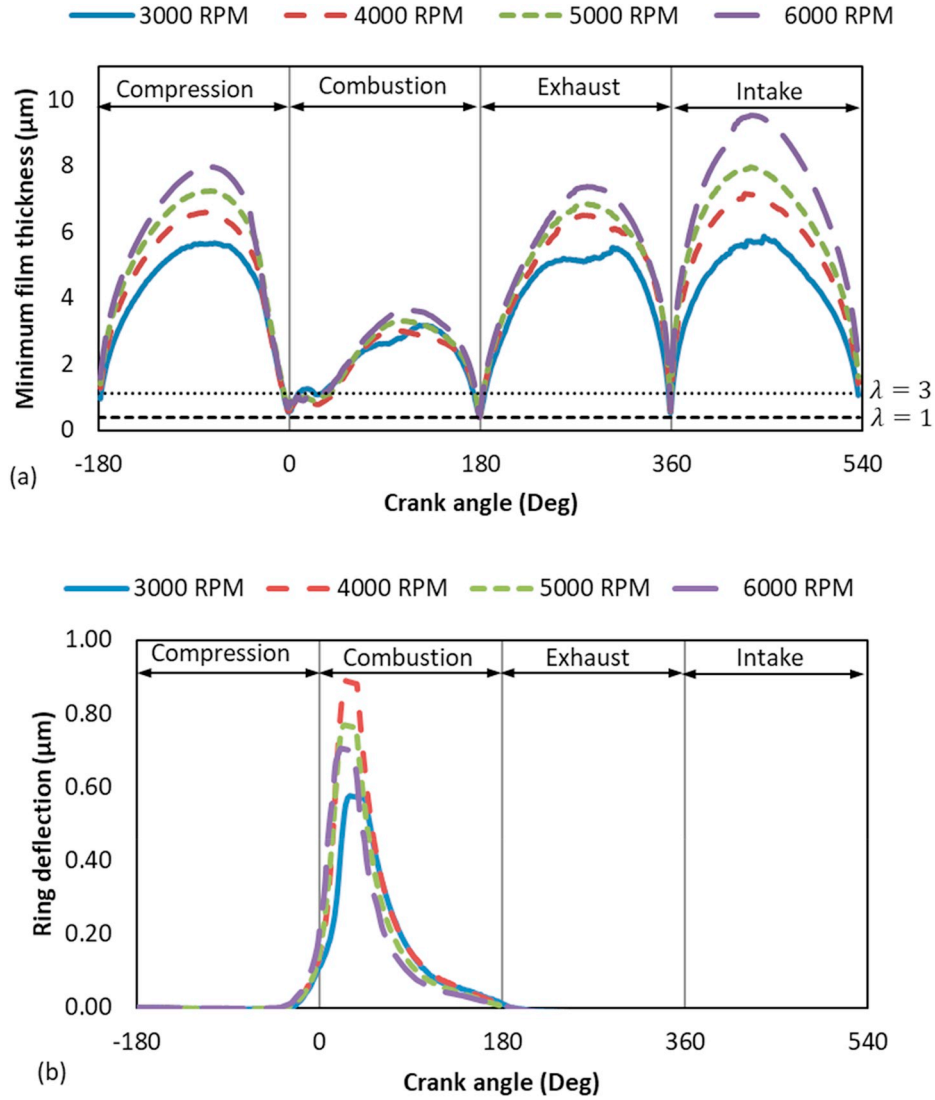 3000 RPM 4000 RPM 5000 RPM 6000 RPM
Compression Combustion Exhaust Intake
Minimum film thickness (μm)
10
8
6
4
2
0
λ = 3
λ = 1
-180 0 180 360 540
(a)
Crank angle (Deg)
3000 RPM 4000 RPM 5000 RPM 6000 RPM
1.00
Compression Combustion Exhaust Intake
Ring deflection (μm)
0.80
0.60
0.40
0.20
0.00
-180 0 180 360 540
(b)
Crank angle (Deg)